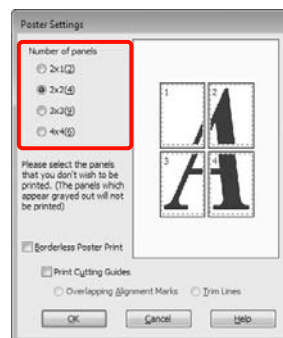 Poster Settings
Number of panels
2x1(2)
2x2(4)
3x3(9)
4x4(6)
1
2
3
4
Please select the panels
that you don't wish to be
printed. (The panels which
appear grayed out will not
be printed)
Borderless Poster Print
Print Cutting Guides
Overlapping Alignment Marks
Trim Lines
OK
Cancel
Help